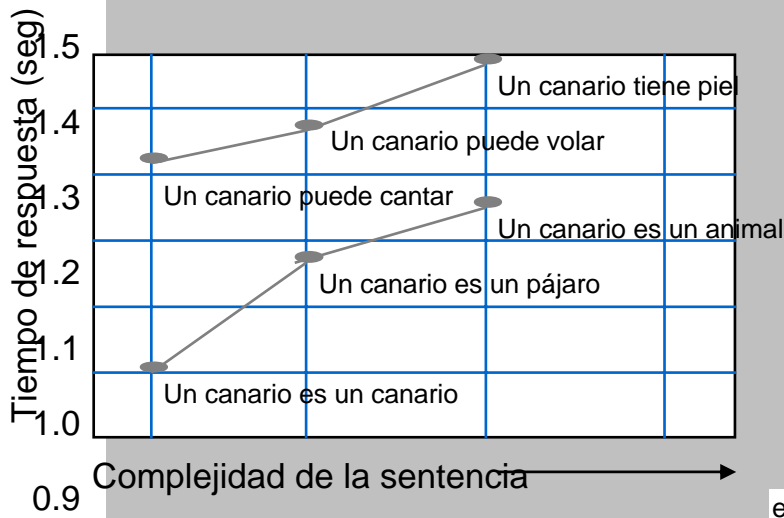 Tiempo de respuesta (seg)
1.5
Un canario tiene piel
1.4
Un canario puede volar
Un canario puede cantar
1.3
Un canario es un animal
1.2
Un canario es un pájaro
1.1
Un canario es un canario
1.0
Complejidad de la sentencia
0.9
e